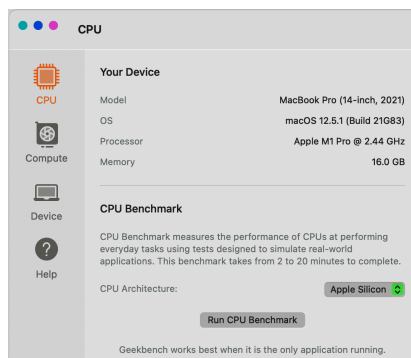 CPU
CPU
Compute
Device
Help
Your Device
Model MacBook Pro (14-inch, 2021)
OS macOS 12.5.1 (Build 21G83)
Processor Apple M1 Pro @ 2.44 GHz
Memory 16.0 GB
CPU Benchmark
CPU Benchmark measures the performance of CPUs at performing
everyday tasks using tests designed to simulate real-world
applications. This benchmark takes from 2 to 20 minutes to complete.
CPU Architecture: Apple Silicon
Run CPU Benchmark
Geekbench works best when it is the only application running.